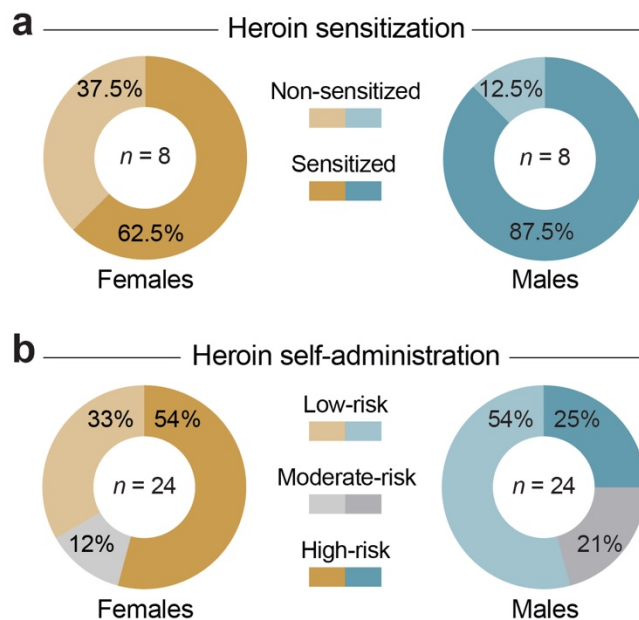 a
Heroin sensitization
37.5%
n = 8
62.5%
Females
Non-sensitized
Sensitized
12.5%
n = 8
87.5%
Males
b
Heroin self-administration
33%
54%
n = 24
12%
Females
Low-risk
Moderate-risk
High-risk
54%
25%
n = 24
21%
Males